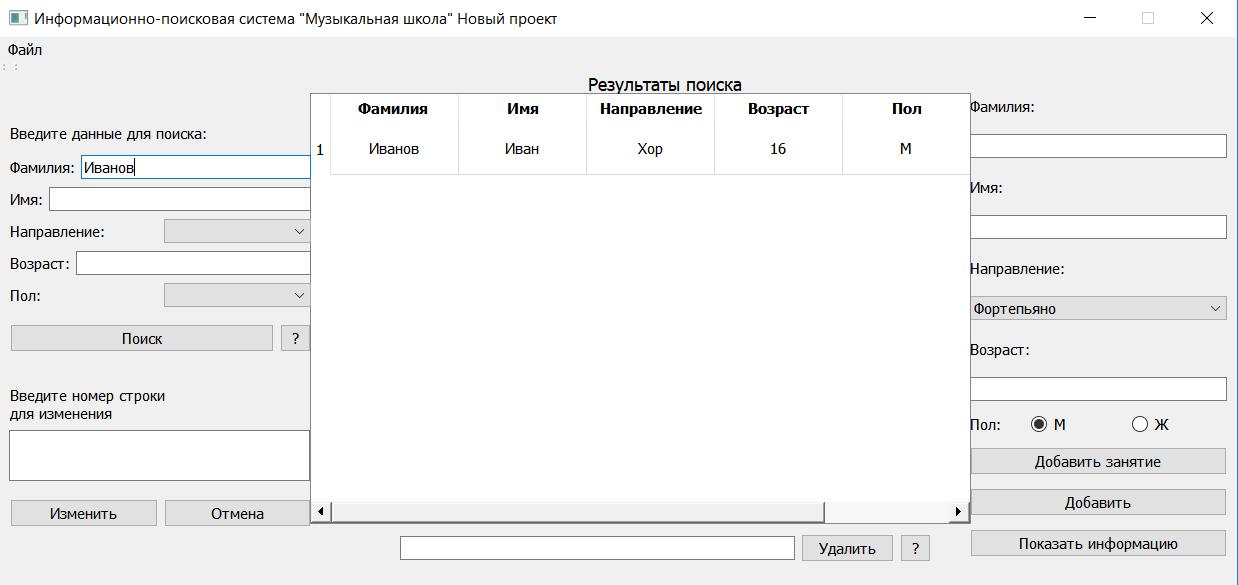 Информационно-поисковая система "Музыкальная школа" Новый проект
Файл
Результаты поиска
Введите данные для поиска:
Фамилия: Иванов
Имя:
Направление:
Возраст:
Пол:
Поиск ?
Введите номер строки
для изменения
Изменить Отмена
Фамилия Имя Направление Возраст Пол
1 Иванов Иван Хор 16 М
Удалить ?
Фамилия:
Имя:
Направление:
Фортепьяно
Возраст:
Пол: М Ж
Добавить занятие
Добавить
Показать информацию